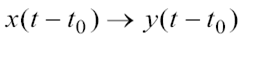 x(t − t₀) → y(t − t₀)